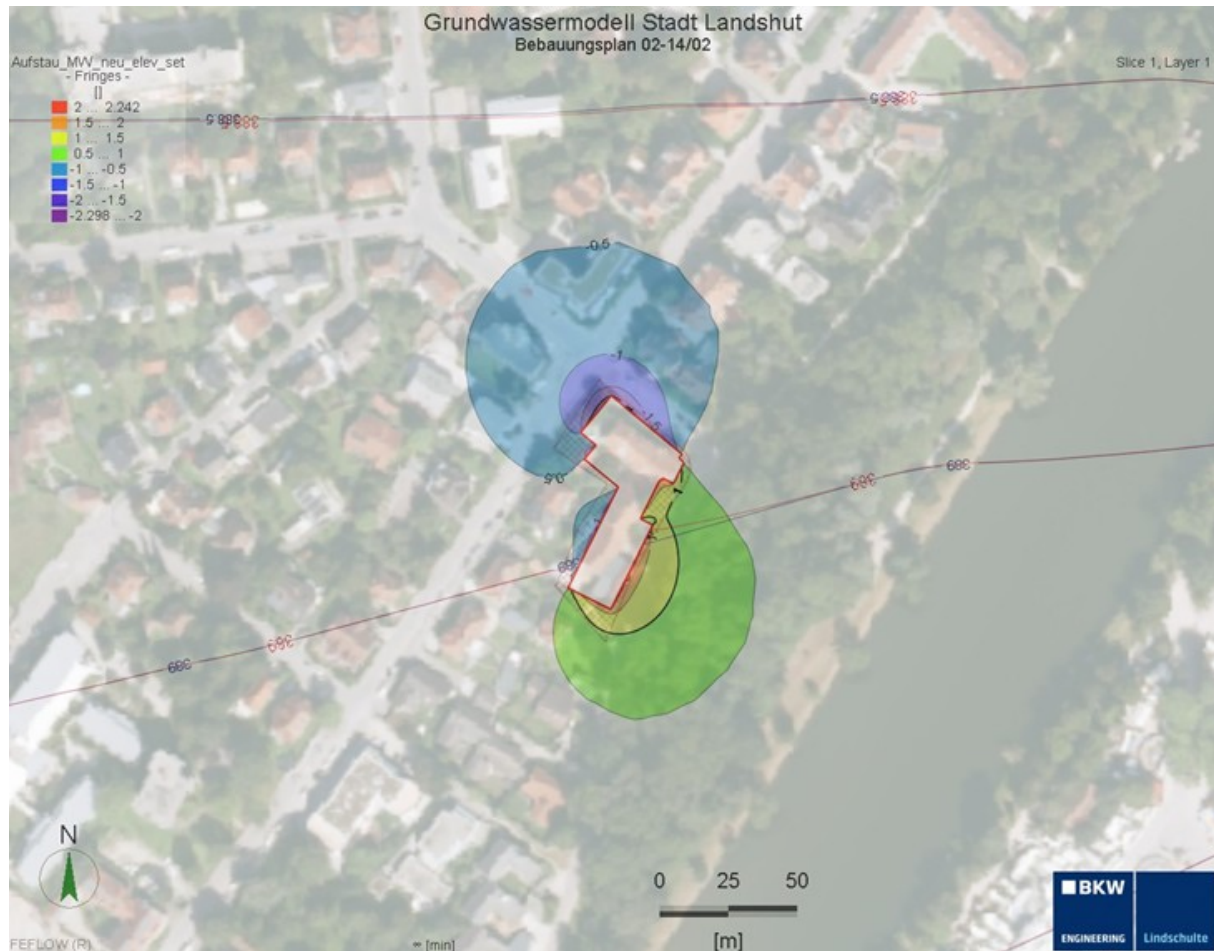 Grundwassermodell Stadt Landshut
Bebauungsplan 02-14/02
Aufstau_MW_neu_elev_set
- Fringes -
[]
2 ... 2.242
1.5 ... 2
1 ... 1.5
0.5 ... 1
-1 ... -0.5
-1.5 ... -1
-2 ... -1.5
-2.298 ... -2
Slice 1, Layer 1
388.5
-0.5
-1
-1.5
-0.5
1
389
389
389
389
389
N
0 25 50
[m]
FEFLOW (R)
∞ [min]
BKW
ENGINEERING
Lindschulte